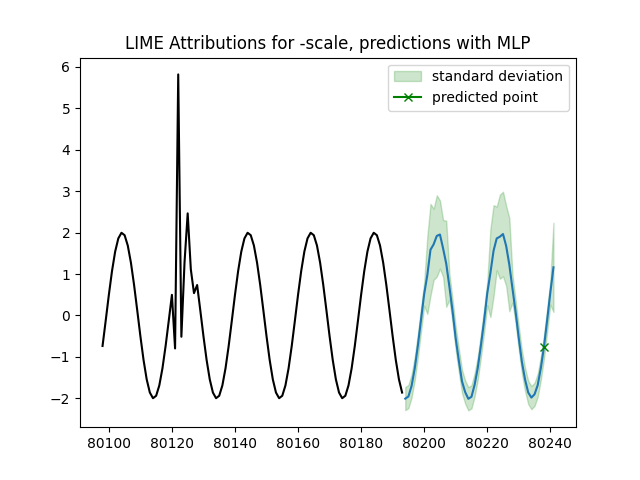 LIME Attributions for -scale, predictions with MLP
standard deviation
predicted point
6
5
4
3
2
1
0
−1
−2
80100 80120 80140 80160 80180 80200 80220 80240